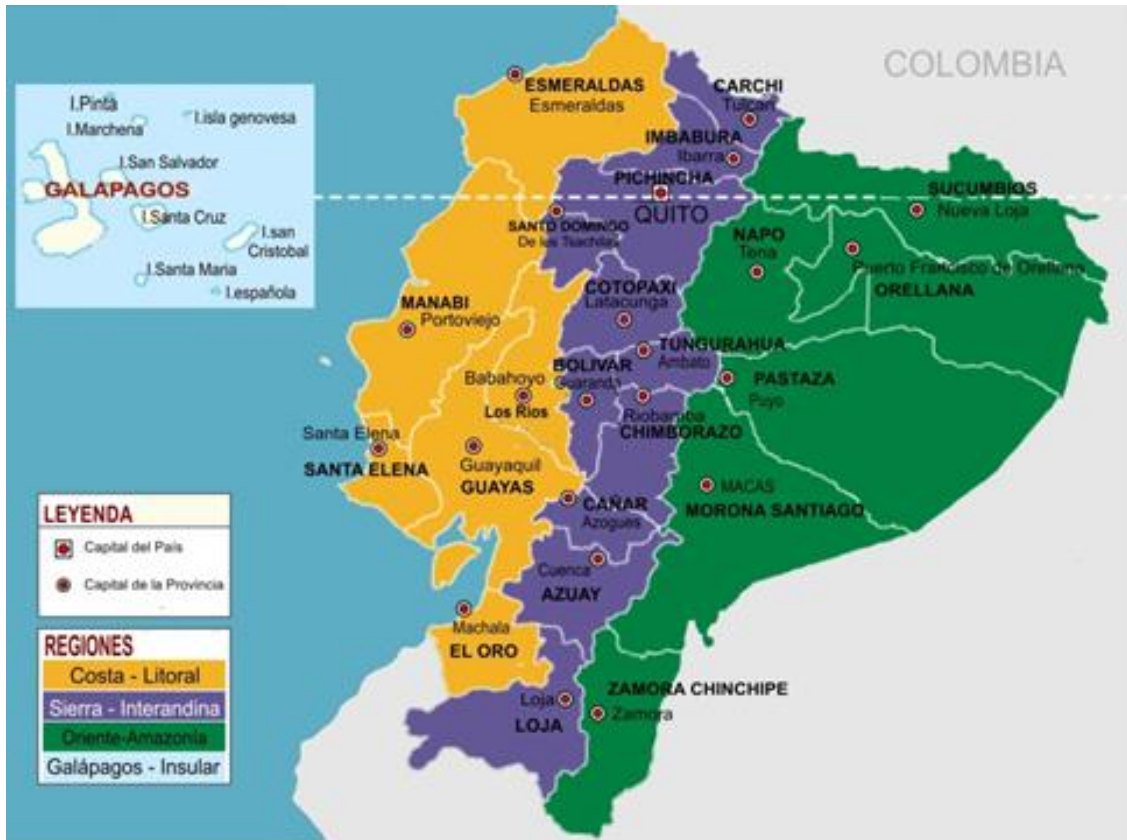 COLOMBIA
I.Pinta
I.Marchena
I.isla genovesa
I.San Salvador
GALAPAGOS
I.Santa Cruz
I.san
Cristobal
I.Santa Maria
I.española
ESMERALDAS
Esmeraldas
CARCHI
Tulcan
IMBABURA
Ibarra
PICHINCHA
QUITO
SANTO DOMINGO
De los Tsachilas
SUCUMBIOS
Nueva Loja
NAPO
Tena
Puerto Francisco de Orellana
ORELLANA
COTOPAXI
Latacunga
MANABI
Portoviejo
TUNGURAHUA
Ambato
BOLIVAR
Guaranda
PASTAZA
Puyo
Babahoyo
Los Rios
Riobamba
CHIMBORAZO
Santa Elena
SANTA ELENA
Guayaquil
GUAYAS
CAÑAR
Azogues
MACAS
MORONA SANTIAGO
Cuenca
AZUAY
Machala
EL ORO
Loja
LOJA
ZAMORA CHINCHIPE
Zamora
LEYENDA
Capital del País
Capital de la Provincia
REGIONES
Costa - Litoral
Sierra - Interandina
Oriente-Amazonía
Galápagos - Insular